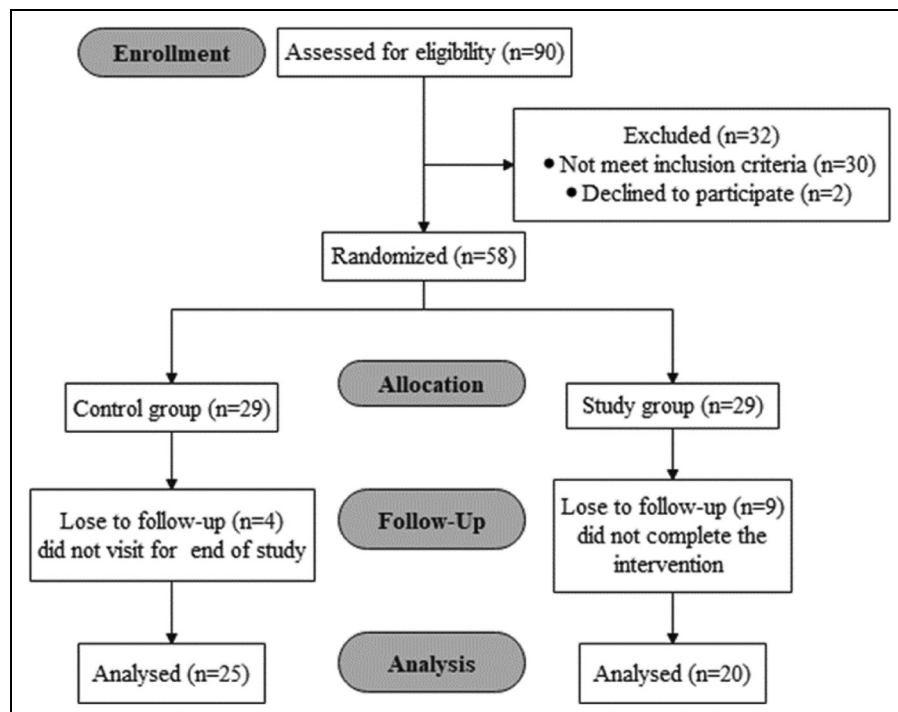 Enrollment
Assessed for eligibility (n=90)
Excluded (n=32)
● Not meet inclusion criteria (n=30)
● Declined to participate (n=2)
Randomized (n=58)
Allocation
Control group (n=29)
Study group (n=29)
Lose to follow-up (n=4)
did not visit for end of study
Follow-Up
Lose to follow-up (n=9)
did not complete the
intervention
Analysed (n=25)
Analysis
Analysed (n=20)